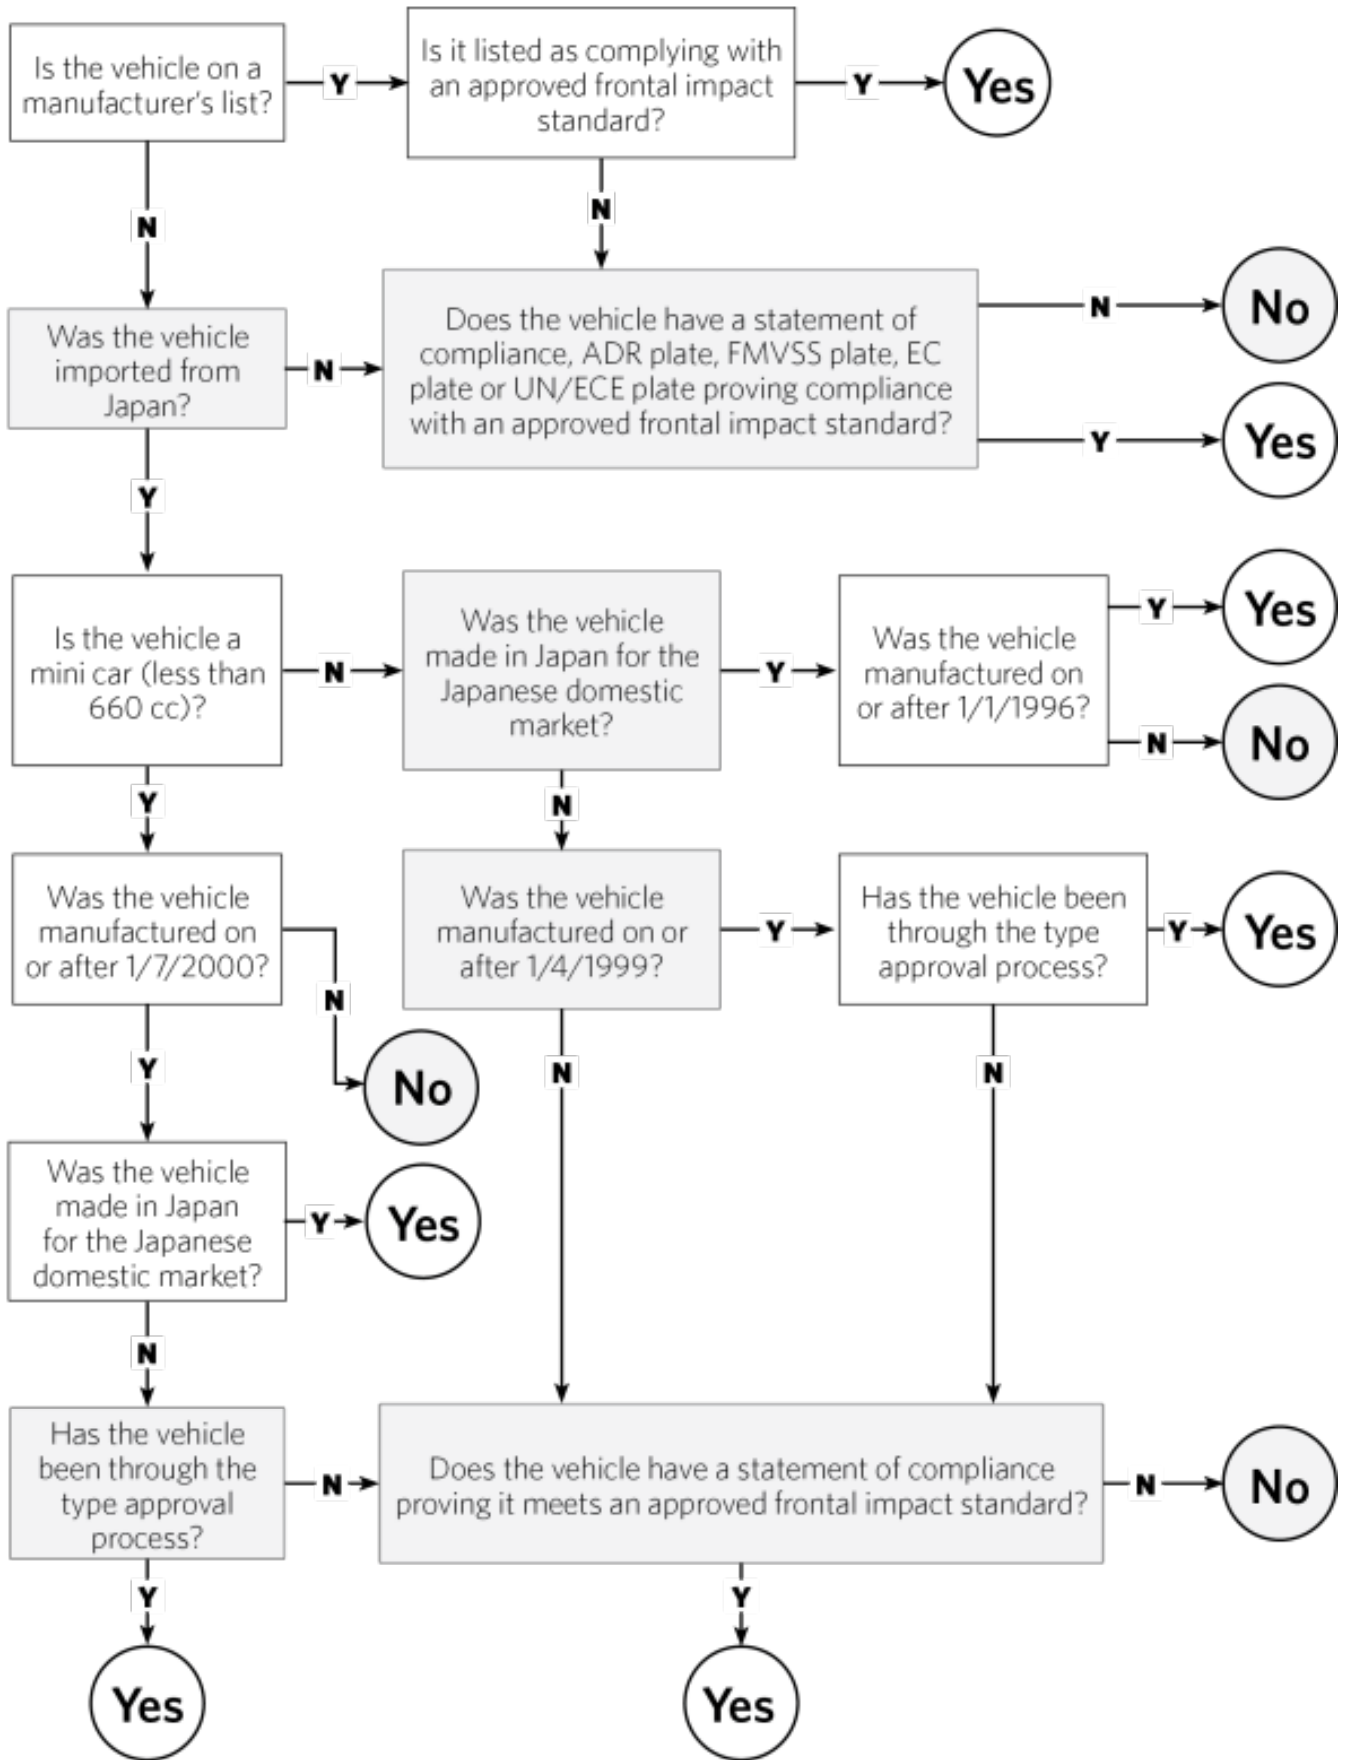 Is the vehicle on a
manufacturer's list?
Y
Is it listed as complying with
an approved frontal impact
standard?
Y
Yes
N
N
Was the vehicle
imported from
Japan?
N
Does the vehicle have a statement of
compliance, ADR plate, FMVSS plate, EC
plate or UN/ECE plate proving compliance
with an approved frontal impact standard?
N
No
Y
Yes
Y
Is the vehicle a
mini car (less than
660 cc)?
N
Was the vehicle
made in Japan for the
Japanese domestic
market?
Y
Was the vehicle
manufactured on
or after 1/1/1996?
Y
Yes
N
No
Y
N
Was the vehicle
manufactured on
or after 1/7/2000?
N
No
Was the vehicle
manufactured on or
after 1/4/1999?
Y
Has the vehicle been
through the type
approval process?
Y
Yes
Y
N
N
Was the vehicle
made in Japan
for the Japanese
domestic market?
Y
Yes
N
Has the vehicle
been through the
type approval
process?
N
Does the vehicle have a statement of compliance
proving it meets an approved frontal impact standard?
N
No
Y
Yes
Y
Yes